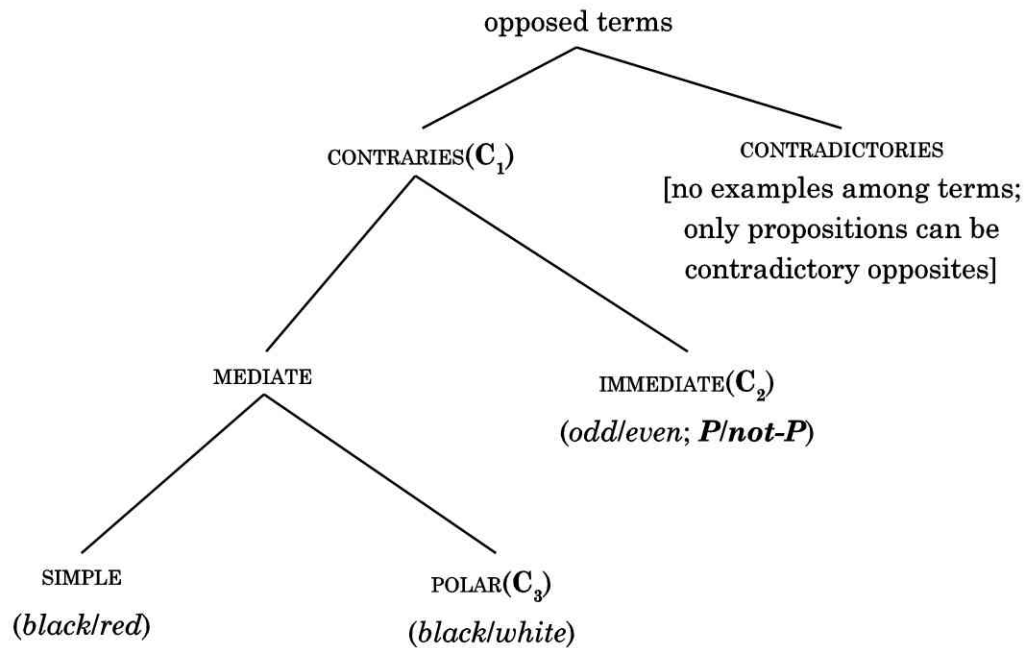 opposed terms
CONTRARIES(C₁)
CONTRADICTORIES
[no examples among terms;
only propositions can be
contradictory opposites]
MEDIATE
IMMEDIATE(C₂)
(odd/even; P/not-P)
SIMPLE
(black/red)
POLAR(C₃)
(black/white)